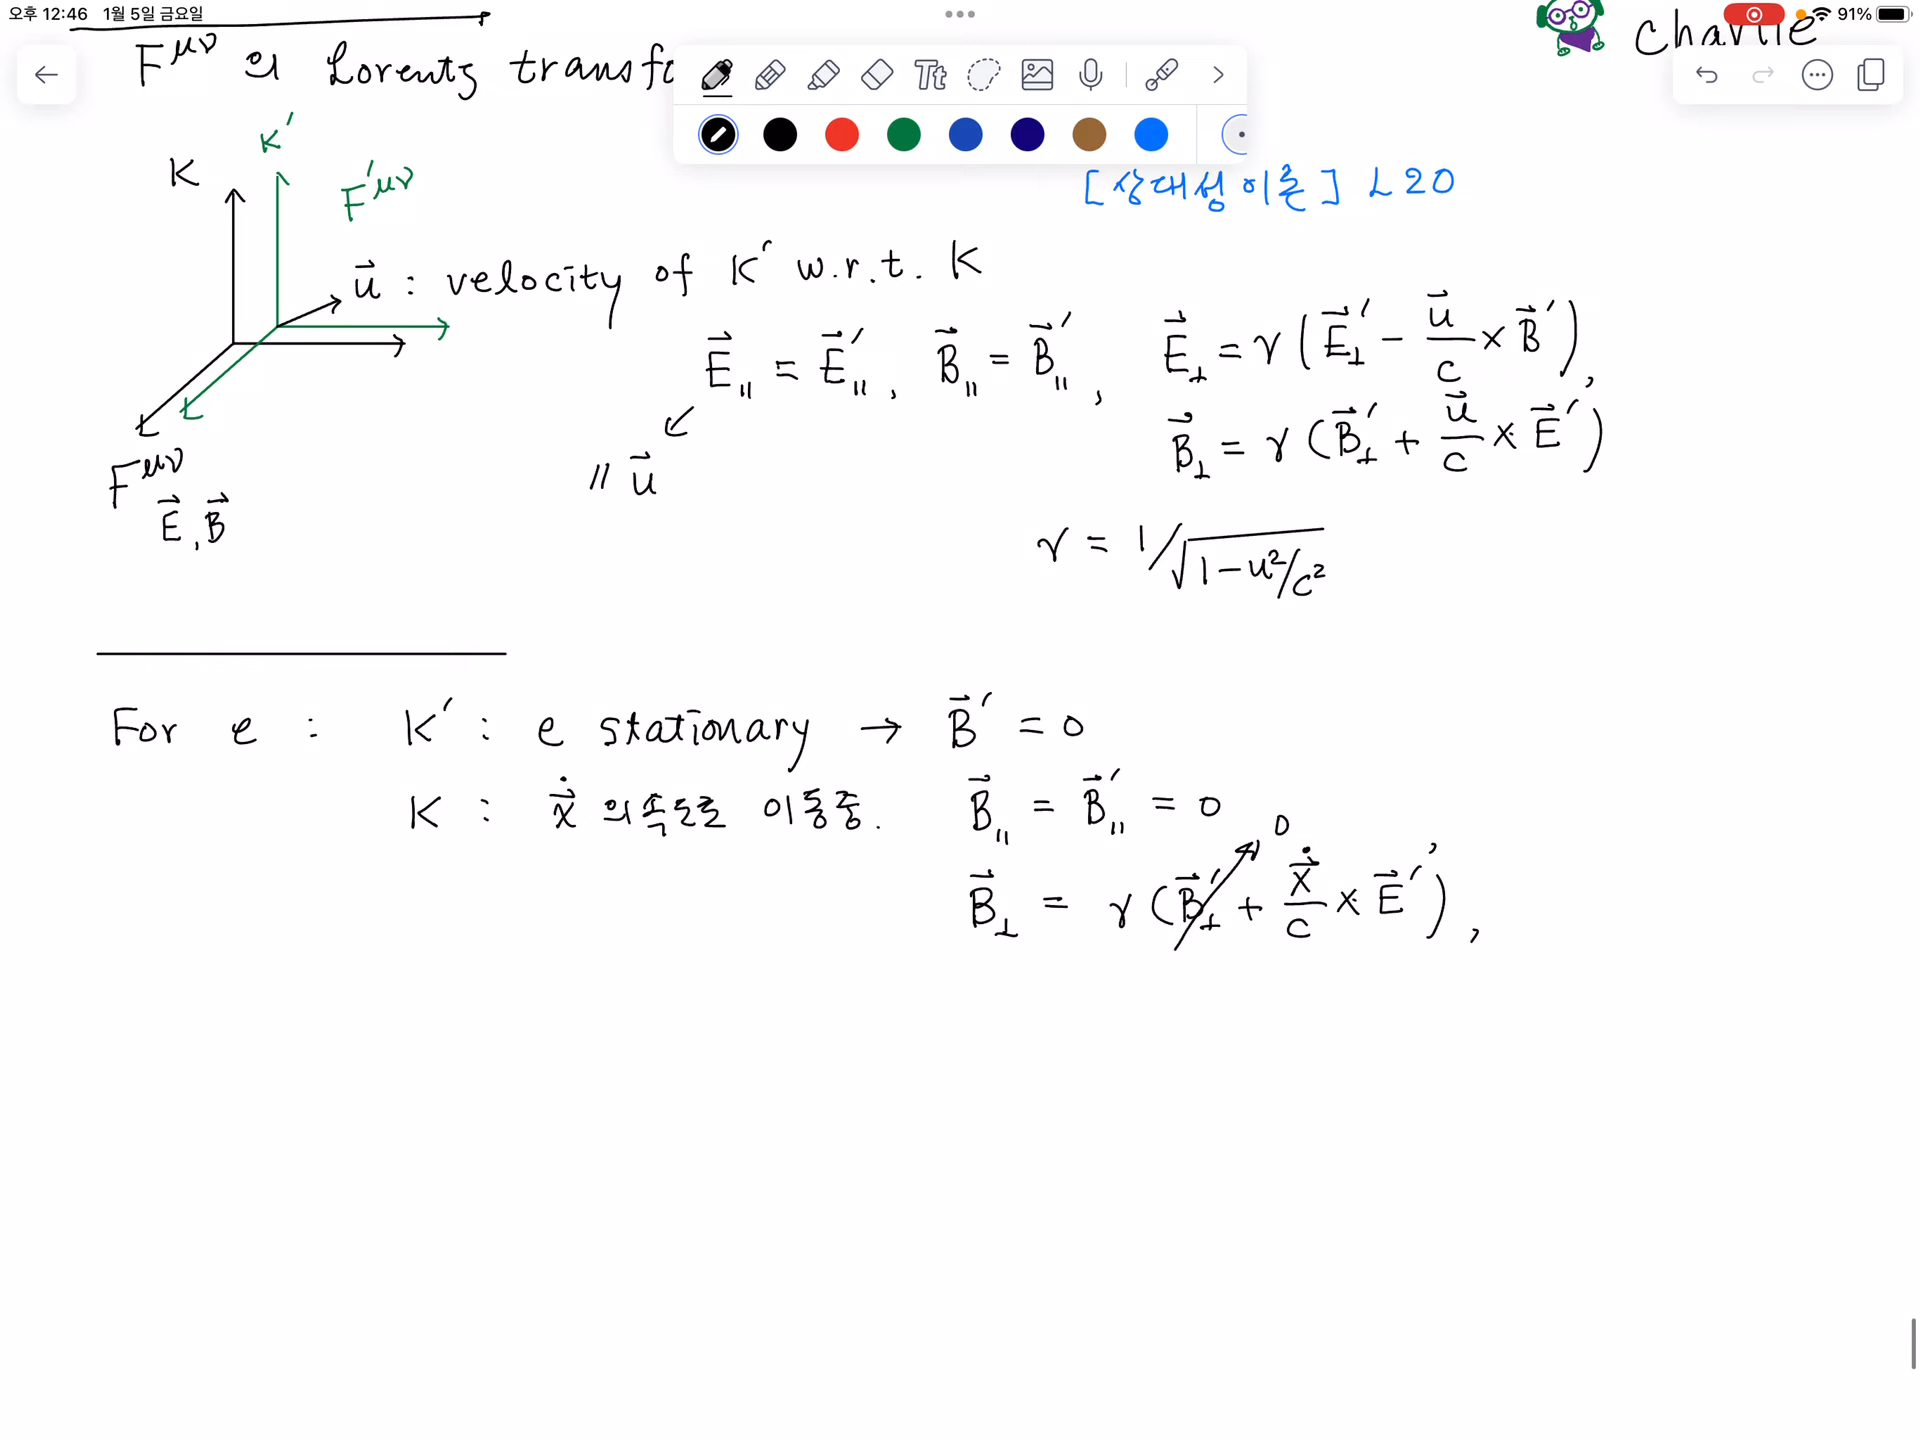 오후 12:46 1월 5일 금요일
91%
Charlie
F^{μν} 의 Lorentz transfo
Tt
K
K'
F'^{μν}
[상대성이론] L20
u⃗ : velocity of K' w.r.t. K
E⃗_{∥} = E⃗'_{∥}, B⃗_{∥} = B⃗'_{∥}, E⃗_⊥ = γ(E⃗'_⊥ − u⃗/c × B⃗'),
∥ u⃗
B⃗_⊥ = γ(B⃗'_⊥ + u⃗/c × E⃗')
F^{μν}
E⃗, B⃗
γ = 1/√(1−u²/c²)
For e : K' : e stationary → B⃗' = 0
K : ẋ⃗ 의 속도로 이동중. B⃗_{∥} = B⃗'_{∥} = 0
0
B⃗_⊥ = γ(B⃗'_⊥ + ẋ⃗/c × E⃗'),